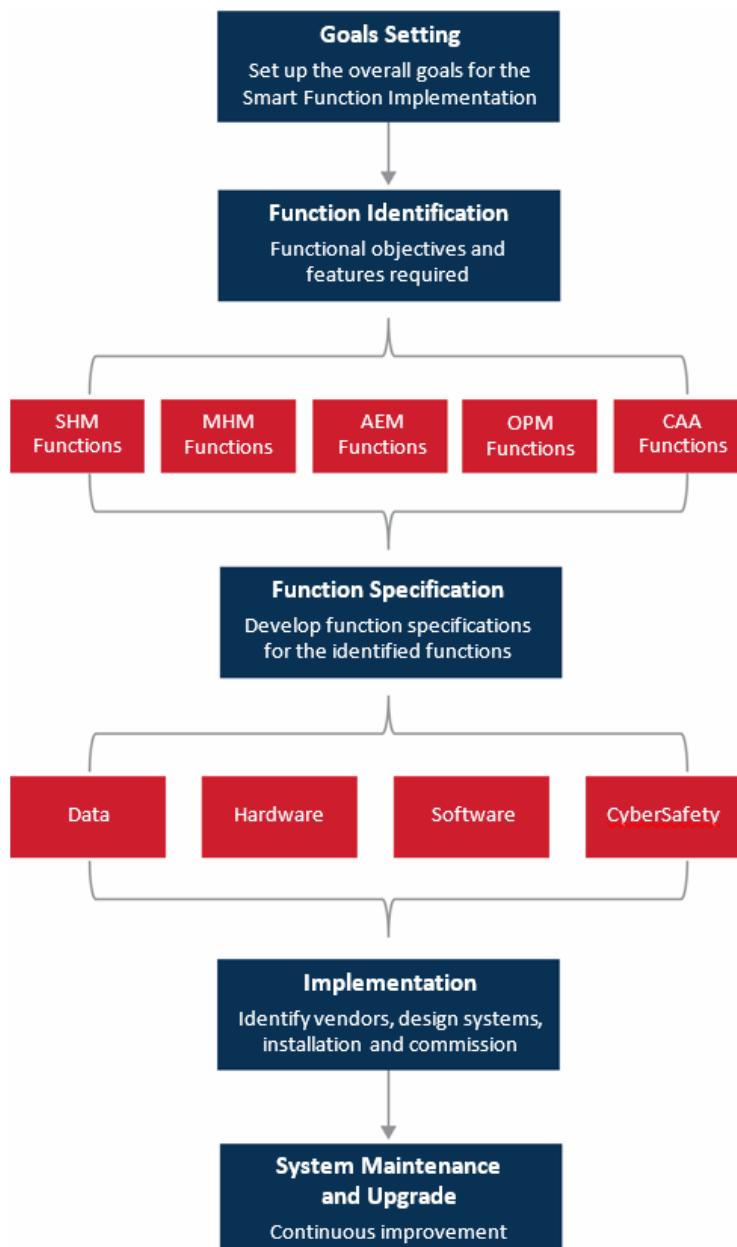 Goals Setting
Set up the overall goals for the
Smart Function Implementation
Function Identification
Functional objectives and
features required
SHM
Functions
MHM
Functions
AEM
Functions
OPM
Functions
CAA
Functions
Function Specification
Develop function specifications
for the identified functions
Data
Hardware
Software
CyberSafety
Implementation
Identify vendors, design systems,
installation and commission
System Maintenance
and Upgrade
Continuous improvement